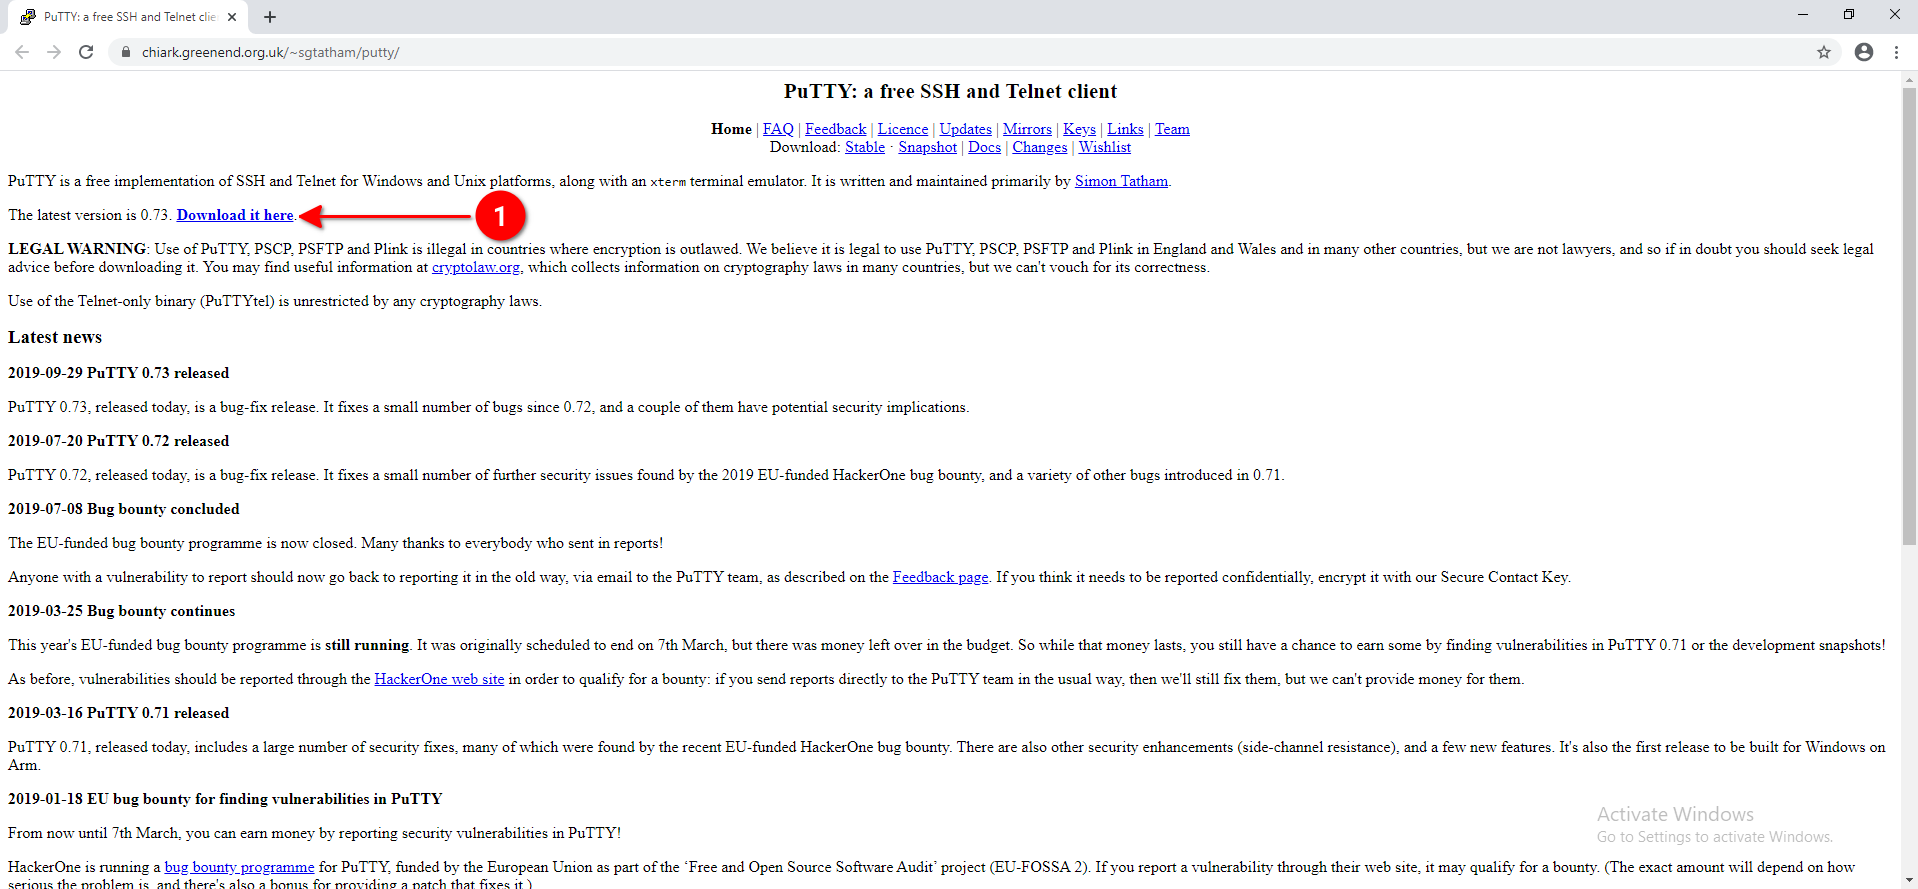 PuTTY: a free SSH and Telnet clie
chiark.greenend.org.uk/~sgtatham/putty/
PuTTY: a free SSH and Telnet client
Home | FAQ | Feedback | Licence | Updates | Mirrors | Keys | Links | Team
Download: Stable · Snapshot | Docs | Changes | Wishlist
PuTTY is a free implementation of SSH and Telnet for Windows and Unix platforms, along with an xterm terminal emulator. It is written and maintained primarily by Simon Tatham.
The latest version is 0.73. Download it here.
1
LEGAL WARNING: Use of PuTTY, PSCP, PSFTP and Plink is illegal in countries where encryption is outlawed. We believe it is legal to use PuTTY, PSCP, PSFTP and Plink in England and Wales and in many other countries, but we are not lawyers, and so if in doubt you should seek legal
advice before downloading it. You may find useful information at cryptolaw.org, which collects information on cryptography laws in many countries, but we can't vouch for its correctness.
Use of the Telnet-only binary (PuTTYtel) is unrestricted by any cryptography laws.
Latest news
2019-09-29 PuTTY 0.73 released
PuTTY 0.73, released today, is a bug-fix release. It fixes a small number of bugs since 0.72, and a couple of them have potential security implications.
2019-07-20 PuTTY 0.72 released
PuTTY 0.72, released today, is a bug-fix release. It fixes a small number of further security issues found by the 2019 EU-funded HackerOne bug bounty, and a variety of other bugs introduced in 0.71.
2019-07-08 Bug bounty concluded
The EU-funded bug bounty programme is now closed. Many thanks to everybody who sent in reports!
Anyone with a vulnerability to report should now go back to reporting it in the old way, via email to the PuTTY team, as described on the Feedback page. If you think it needs to be reported confidentially, encrypt it with our Secure Contact Key.
2019-03-25 Bug bounty continues
This year's EU-funded bug bounty programme is still running. It was originally scheduled to end on 7th March, but there was money left over in the budget. So while that money lasts, you still have a chance to earn some by finding vulnerabilities in PuTTY 0.71 or the development snapshots!
As before, vulnerabilities should be reported through the HackerOne web site in order to qualify for a bounty: if you send reports directly to the PuTTY team in the usual way, then we'll still fix them, but we can't provide money for them.
2019-03-16 PuTTY 0.71 released
PuTTY 0.71, released today, includes a large number of security fixes, many of which were found by the recent EU-funded HackerOne bug bounty. There are also other security enhancements (side-channel resistance), and a few new features. It's also the first release to be built for Windows on
Arm.
2019-01-18 EU bug bounty for finding vulnerabilities in PuTTY
From now until 7th March, you can earn money by reporting security vulnerabilities in PuTTY!
HackerOne is running a bug bounty programme for PuTTY, funded by the European Union as part of the ‘Free and Open Source Software Audit’ project (EU-FOSSA 2). If you report a vulnerability through their web site, it may qualify for a bounty. (The exact amount will depend on how
serious the problem is, and there's also a bonus for providing a patch that fixes it.)
Activate Windows
Go to Settings to activate Windows.